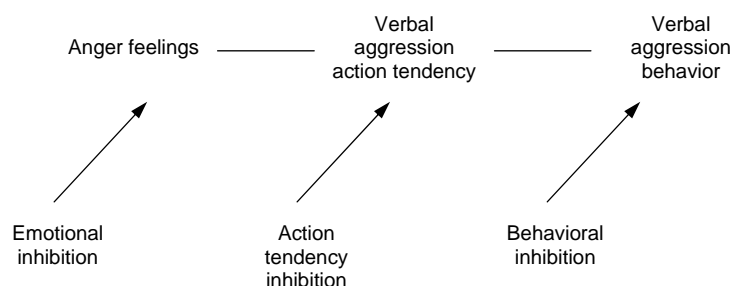 Anger feelings
Verbal
aggression
action tendency
Verbal
aggression
behavior
Emotional
inhibition
Action
tendency
inhibition
Behavioral
inhibition